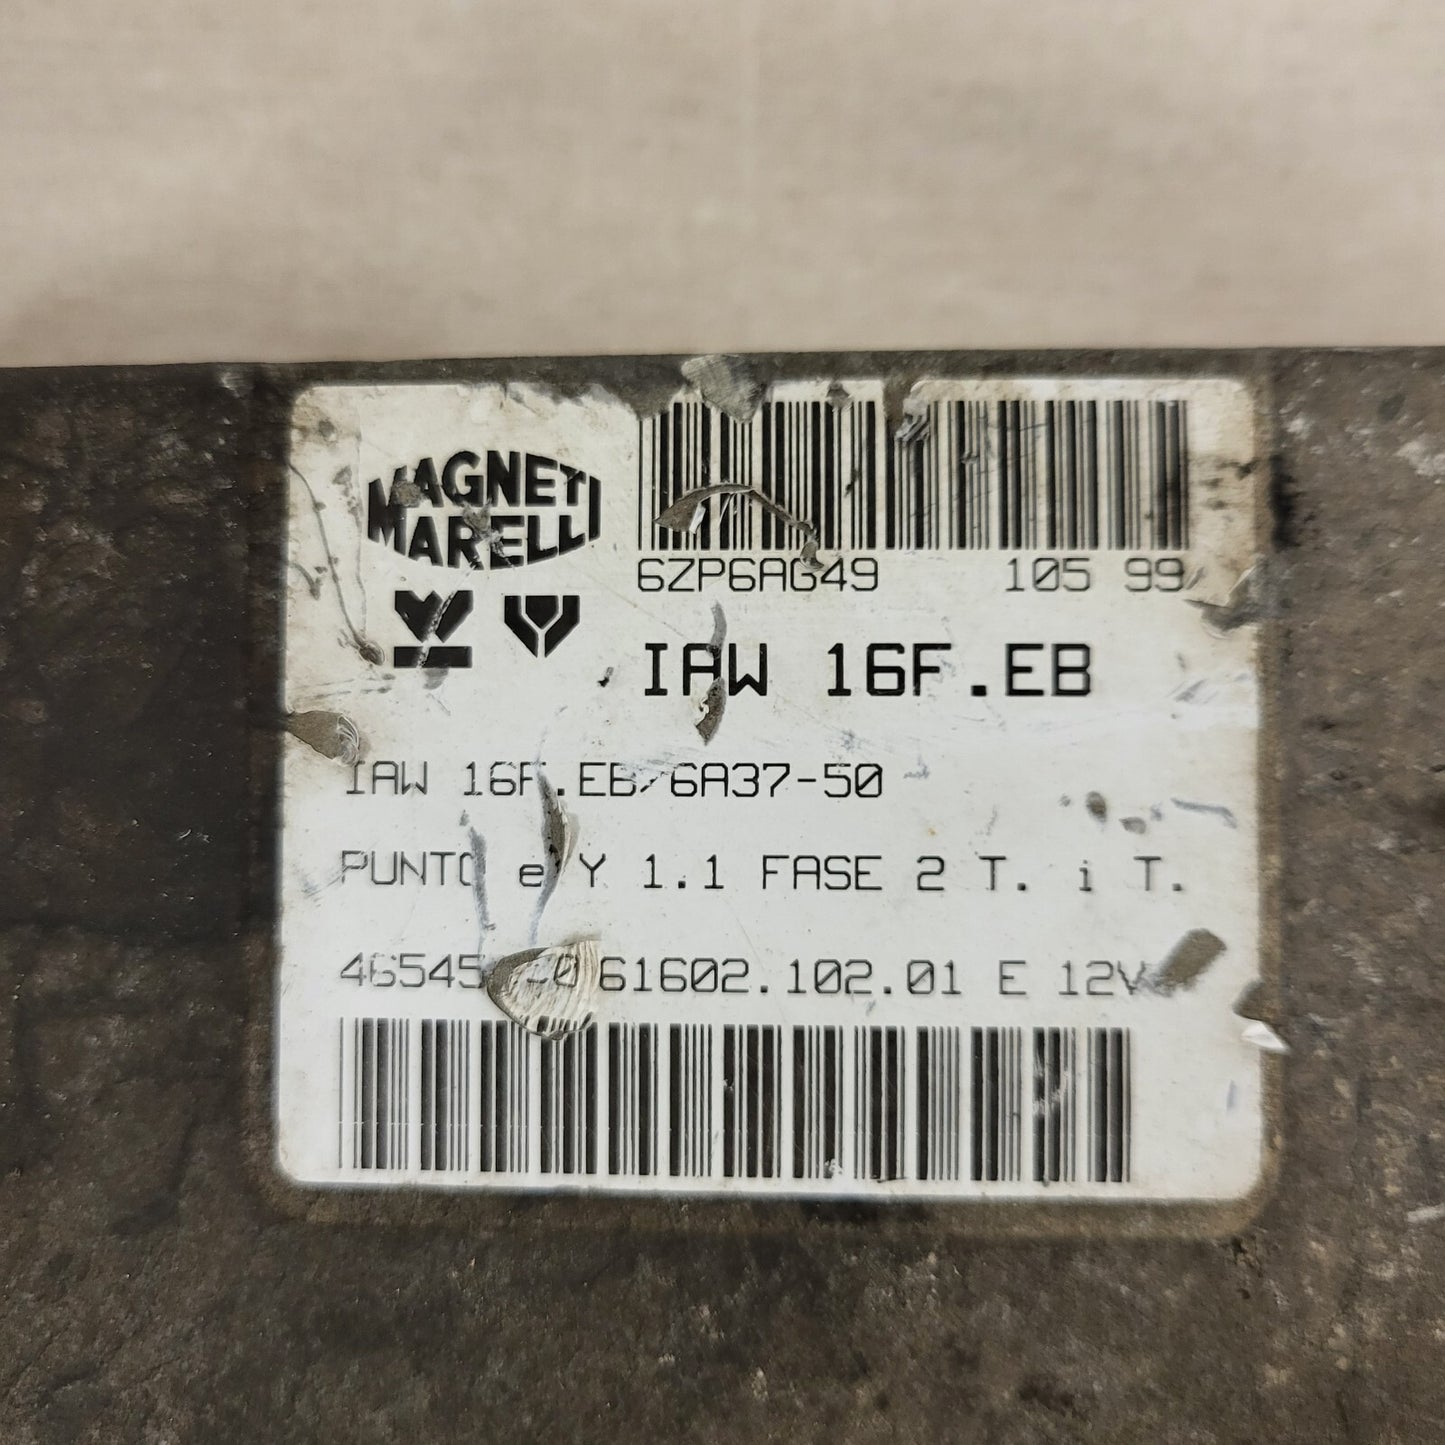 MAGNETI
MARELLI
6ZP6AG49 105 99
IAW 16F.EB
IAW 16F.EB/6A37-50
PUNTO e Y 1.1 FASE 2 T. i T.
61602.102.01 E 12V